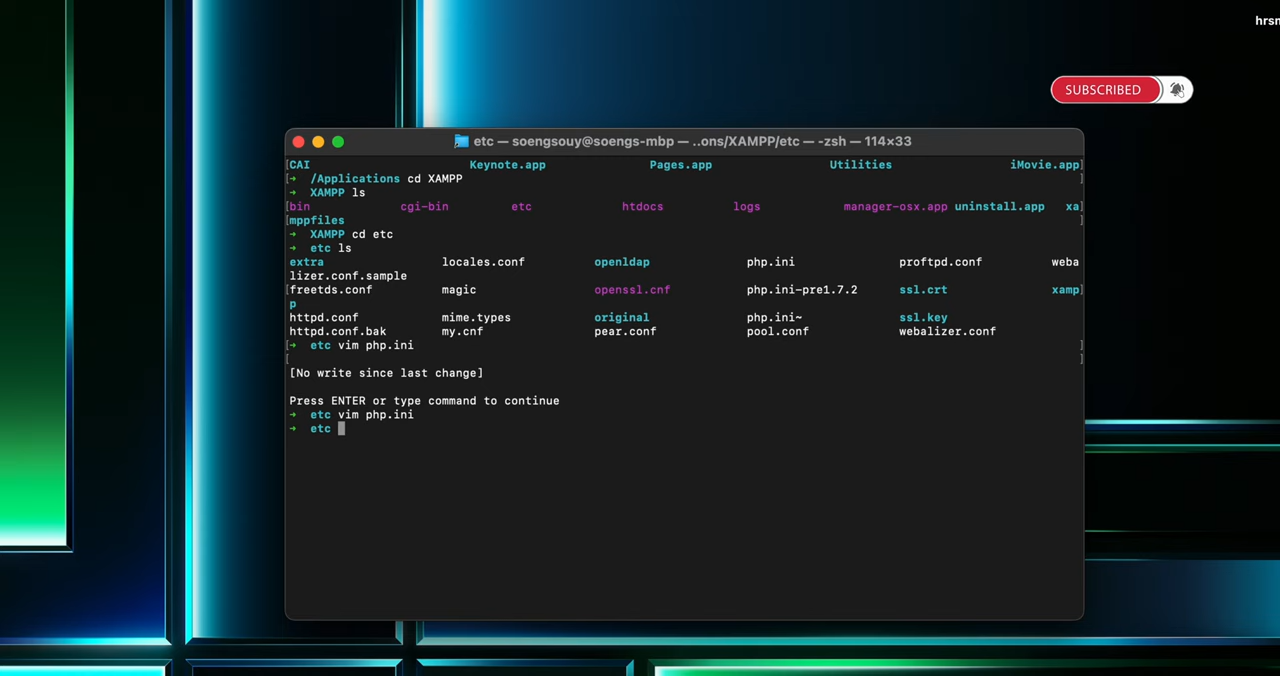 hrsm
SUBSCRIBED
etc — soengsouy@soengs-mbp — ..ons/XAMPP/etc — -zsh — 114×33
[CAI Keynote.app Pages.app Utilities iMovie.app]
[→ /Applications cd XAMPP ]
→ XAMPP ls
[bin cgi-bin etc htdocs logs manager-osx.app uninstall.app xa]
[mppfiles ]
→ XAMPP cd etc
→ etc ls
extra locales.conf openldap php.ini proftpd.conf weba
lizer.conf.sample
[freetds.conf magic openssl.cnf php.ini-pre1.7.2 ssl.crt xamp]
p
httpd.conf mime.types original php.ini~ ssl.key
httpd.conf.bak my.cnf pear.conf pool.conf webalizer.conf
[→ etc vim php.ini ]
[ ]
[No write since last change]
Press ENTER or type command to continue
→ etc vim php.ini
→ etc